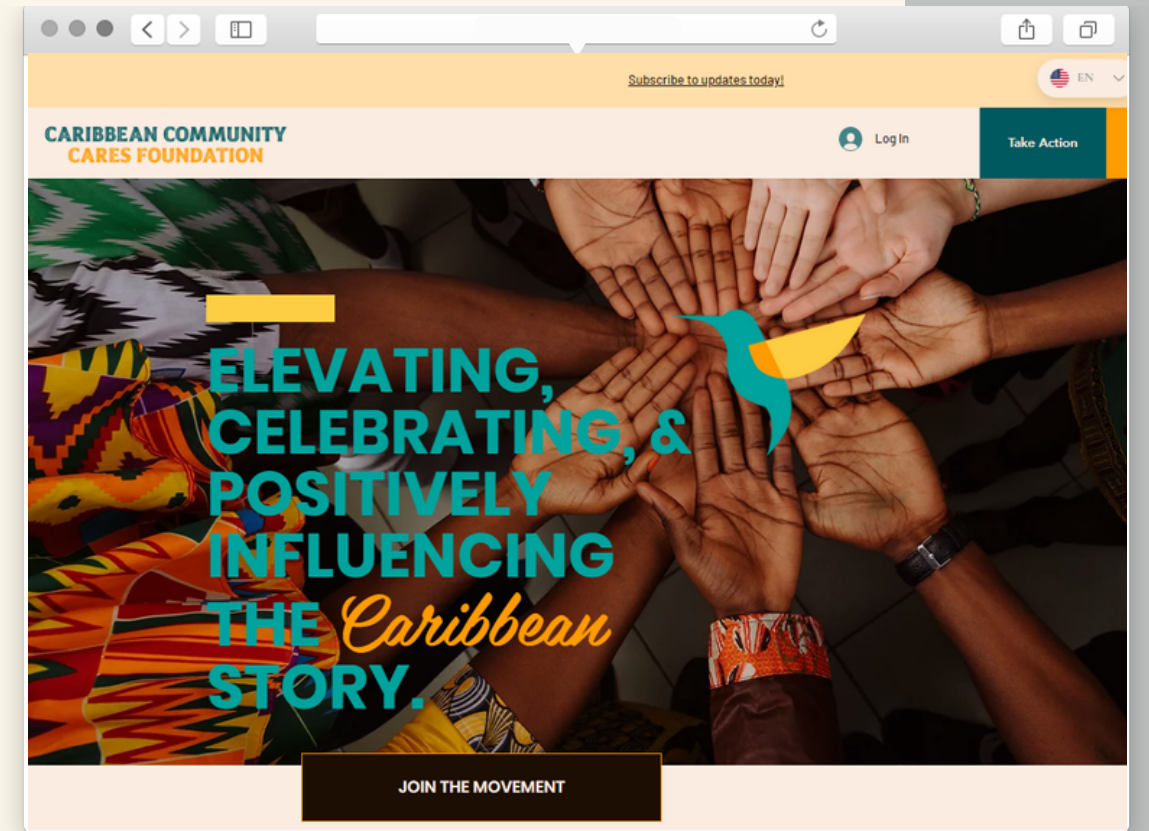 Subscribe to updates today!
EN
CARIBBEAN COMMUNITY
CARES FOUNDATION
Log In
Take Action
ELEVATING,
CELEBRATING, &
POSITIVELY
INFLUENCING
THE Caribbean
STORY.
JOIN THE MOVEMENT